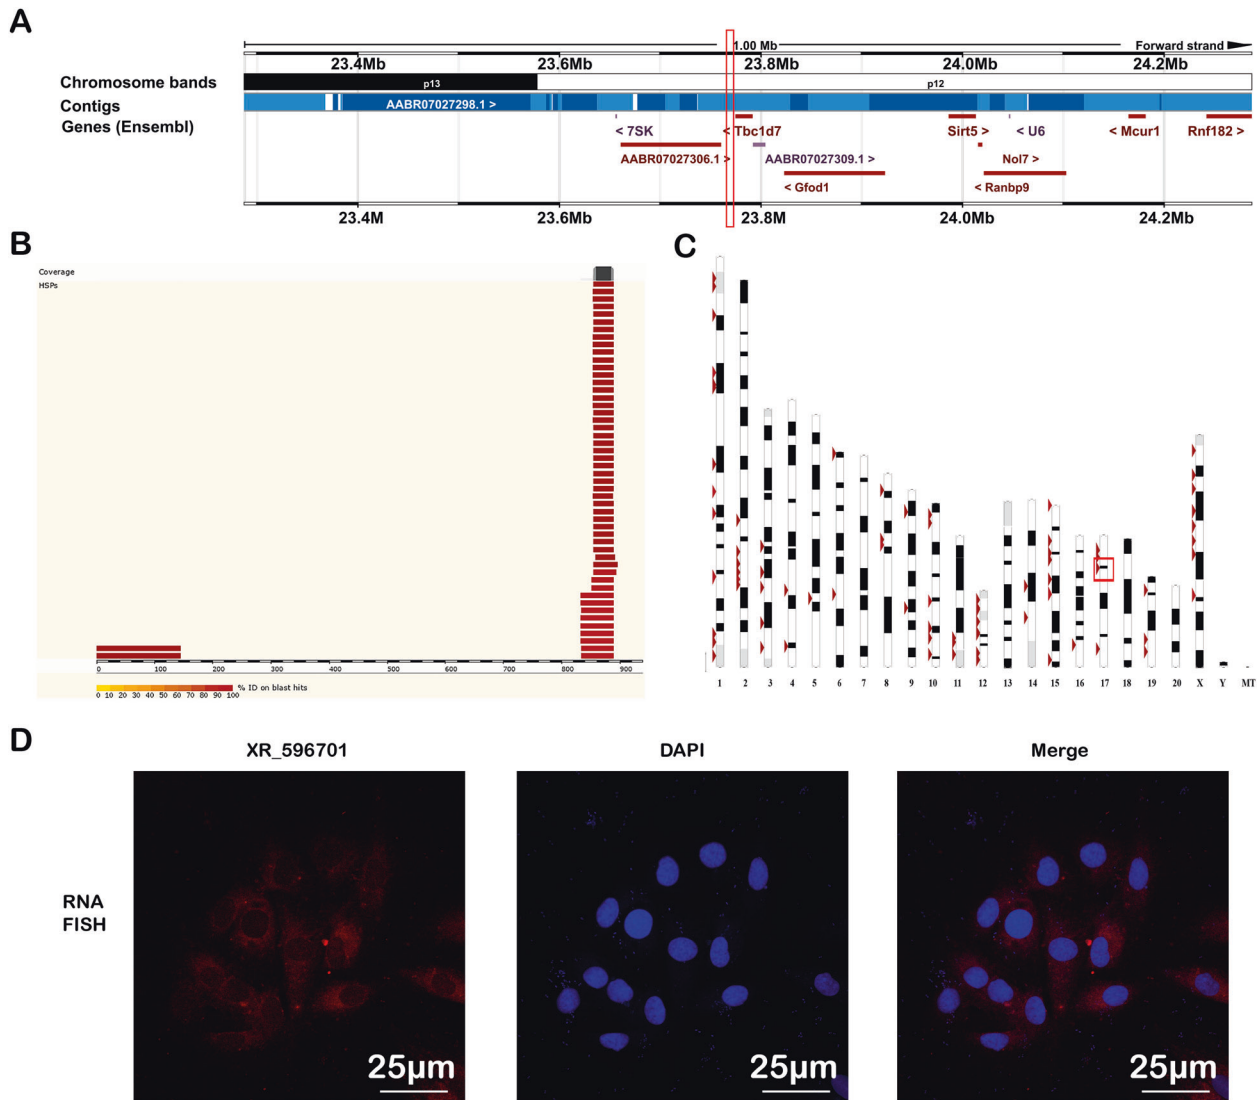 A
1.00 Mb
Forward strand
23.4Mb 23.6Mb 23.8Mb 24.0Mb 24.2Mb
Chromosome bands
p13 p12
Contigs
AABR07027298.1 >
Genes (Ensembl)
< 7SK < Tbc1d7 Sirt5 > < U6 < Mcur1 Rnf182 >
AABR07027306.1 > AABR07027309.1 > Nol7 >
< Gfod1 < Ranbp9
23.4M 23.6Mb 23.8M 24.0Mb 24.2Mb
B
Coverage
HSPs
0 100 200 300 400 500 600 700 800 900
0 10 20 30 40 50 60 70 80 90 100 % ID on blast hits
C
1 2 3 4 5 6 7 8 9 10 11 12 13 14 15 16 17 18 19 20 X Y MT
D
XR_596701 DAPI Merge
RNA
FISH
25μm 25μm 25μm